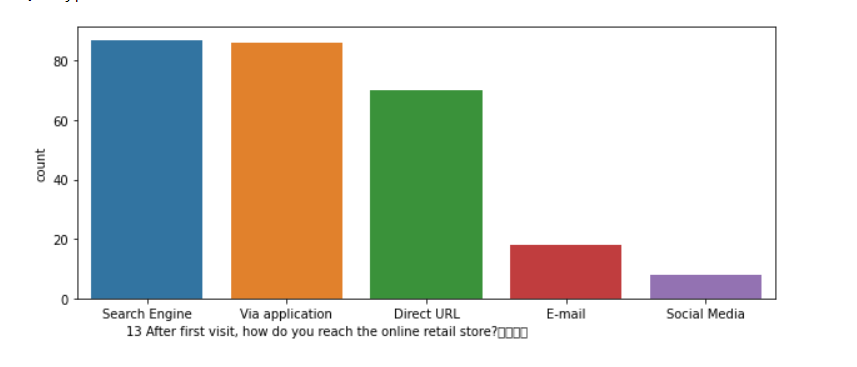 80
60
40
20
0
count
Search Engine Via application Direct URL E-mail Social Media
13 After first visit, how do you reach the online retail store?